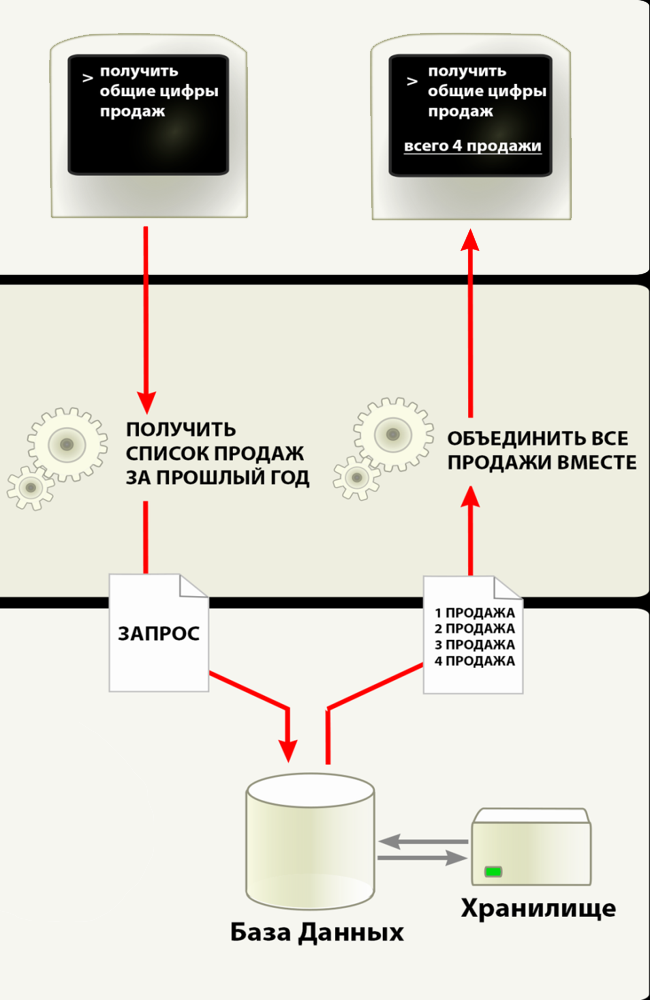 > получить
общие цифры
продаж
> получить
общие цифры
продаж
всего 4 продажи
ПОЛУЧИТЬ
СПИСОК ПРОДАЖ
ЗА ПРОШЛЫЙ ГОД
ОБЪЕДИНИТЬ ВСЕ
ПРОДАЖИ ВМЕСТЕ
ЗАПРОС
1 ПРОДАЖА
2 ПРОДАЖА
3 ПРОДАЖА
4 ПРОДАЖА
База Данных
Хранилище